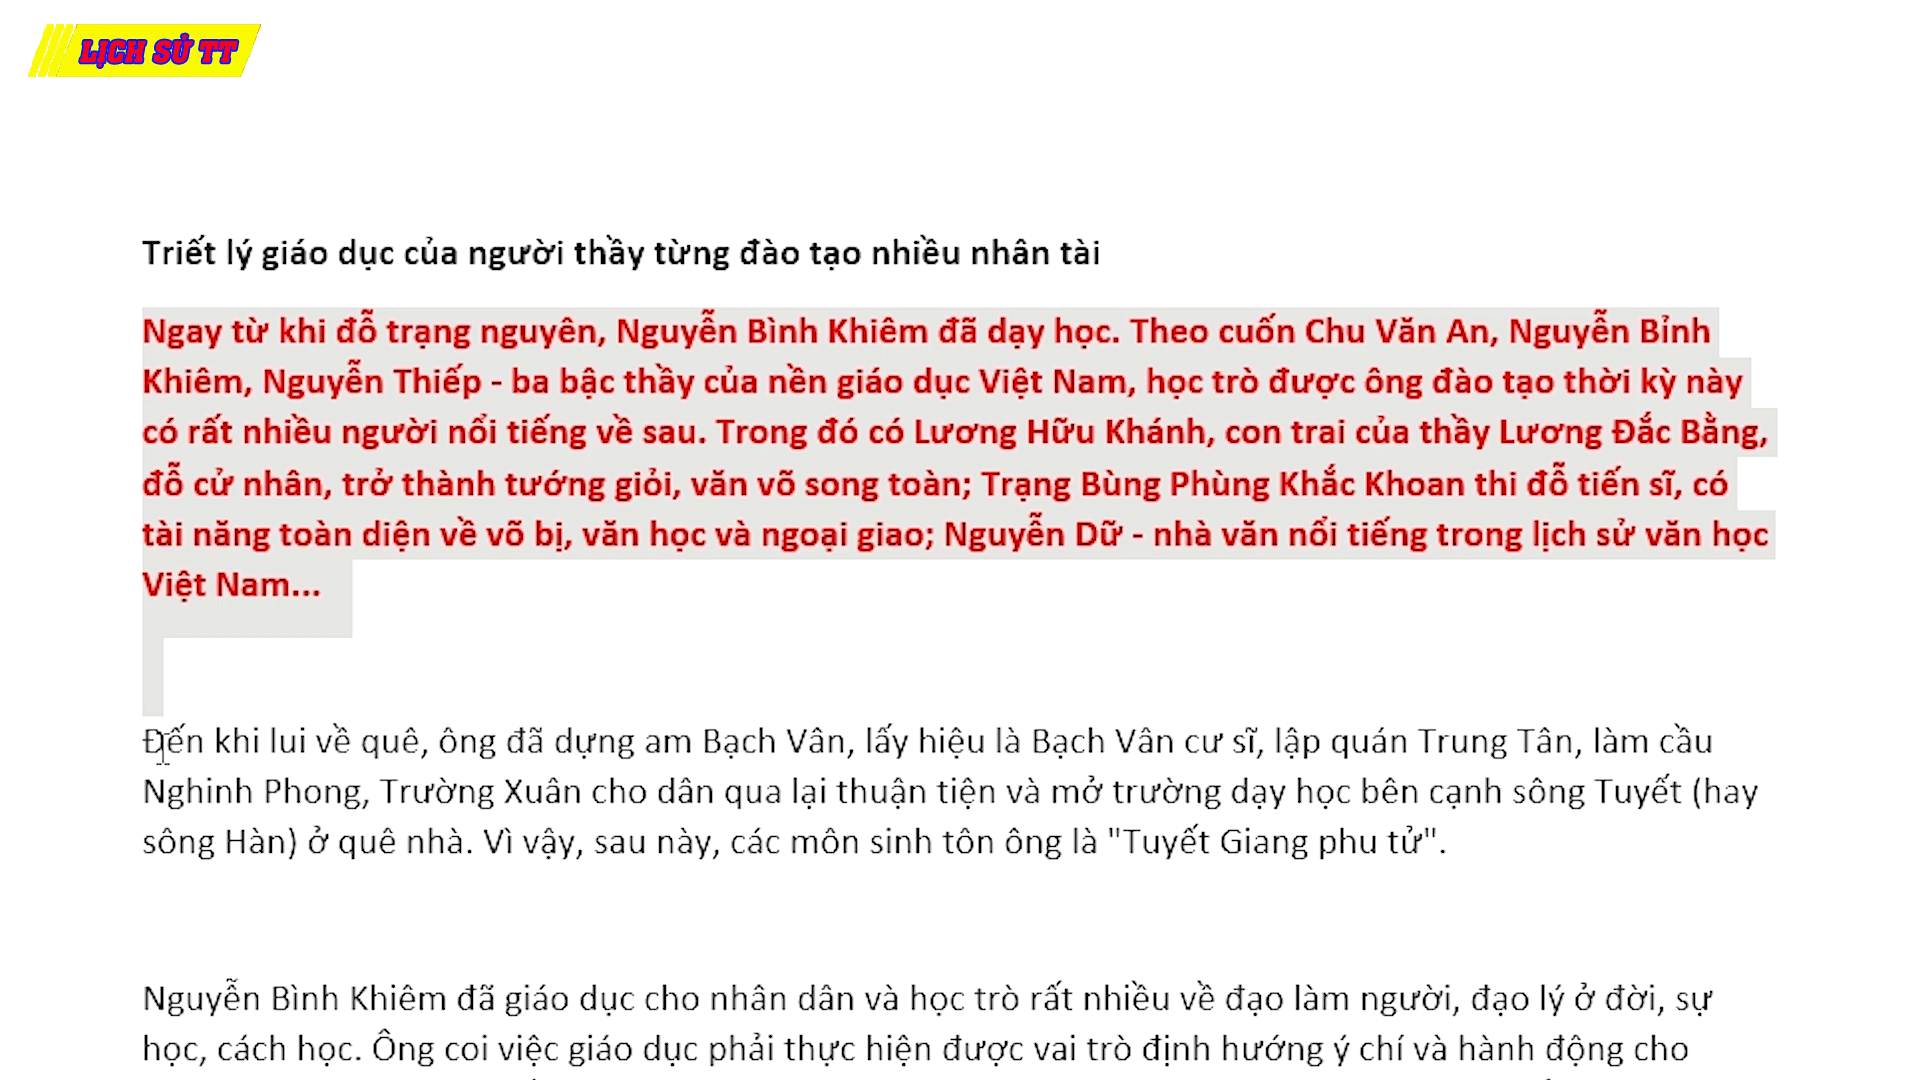 LỊCH SỬ TT
Triết lý giáo dục của người thầy từng đào tạo nhiều nhân tài
Ngay từ khi đỗ trạng nguyên, Nguyễn Bình Khiêm đã dạy học. Theo cuốn Chu Văn An, Nguyễn Bỉnh
Khiêm, Nguyễn Thiếp - ba bậc thầy của nền giáo dục Việt Nam, học trò được ông đào tạo thời kỳ này
có rất nhiều người nổi tiếng về sau. Trong đó có Lương Hữu Khánh, con trai của thầy Lương Đắc Bằng,
đỗ cử nhân, trở thành tướng giỏi, văn võ song toàn; Trạng Bùng Phùng Khắc Khoan thi đỗ tiến sĩ, có
tài năng toàn diện về võ bị, văn học và ngoại giao; Nguyễn Dữ - nhà văn nổi tiếng trong lịch sử văn học
Việt Nam...
Đến khi lui về quê, ông đã dựng am Bạch Vân, lấy hiệu là Bạch Vân cư sĩ, lập quán Trung Tân, làm cầu
Nghinh Phong, Trường Xuân cho dân qua lại thuận tiện và mở trường dạy học bên cạnh sông Tuyết (hay
sông Hàn) ở quê nhà. Vì vậy, sau này, các môn sinh tôn ông là "Tuyết Giang phu tử".
Nguyễn Bình Khiêm đã giáo dục cho nhân dân và học trò rất nhiều về đạo làm người, đạo lý ở đời, sự
học, cách học. Ông coi việc giáo dục phải thực hiện được vai trò định hướng ý chí và hành động cho